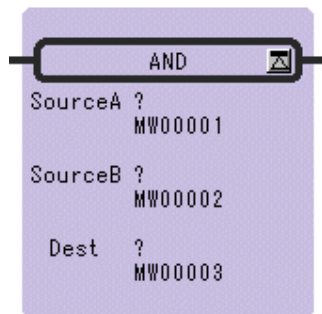 AND
SourceA ?
MW00001
SourceB ?
MW00002
Dest ?
MW00003